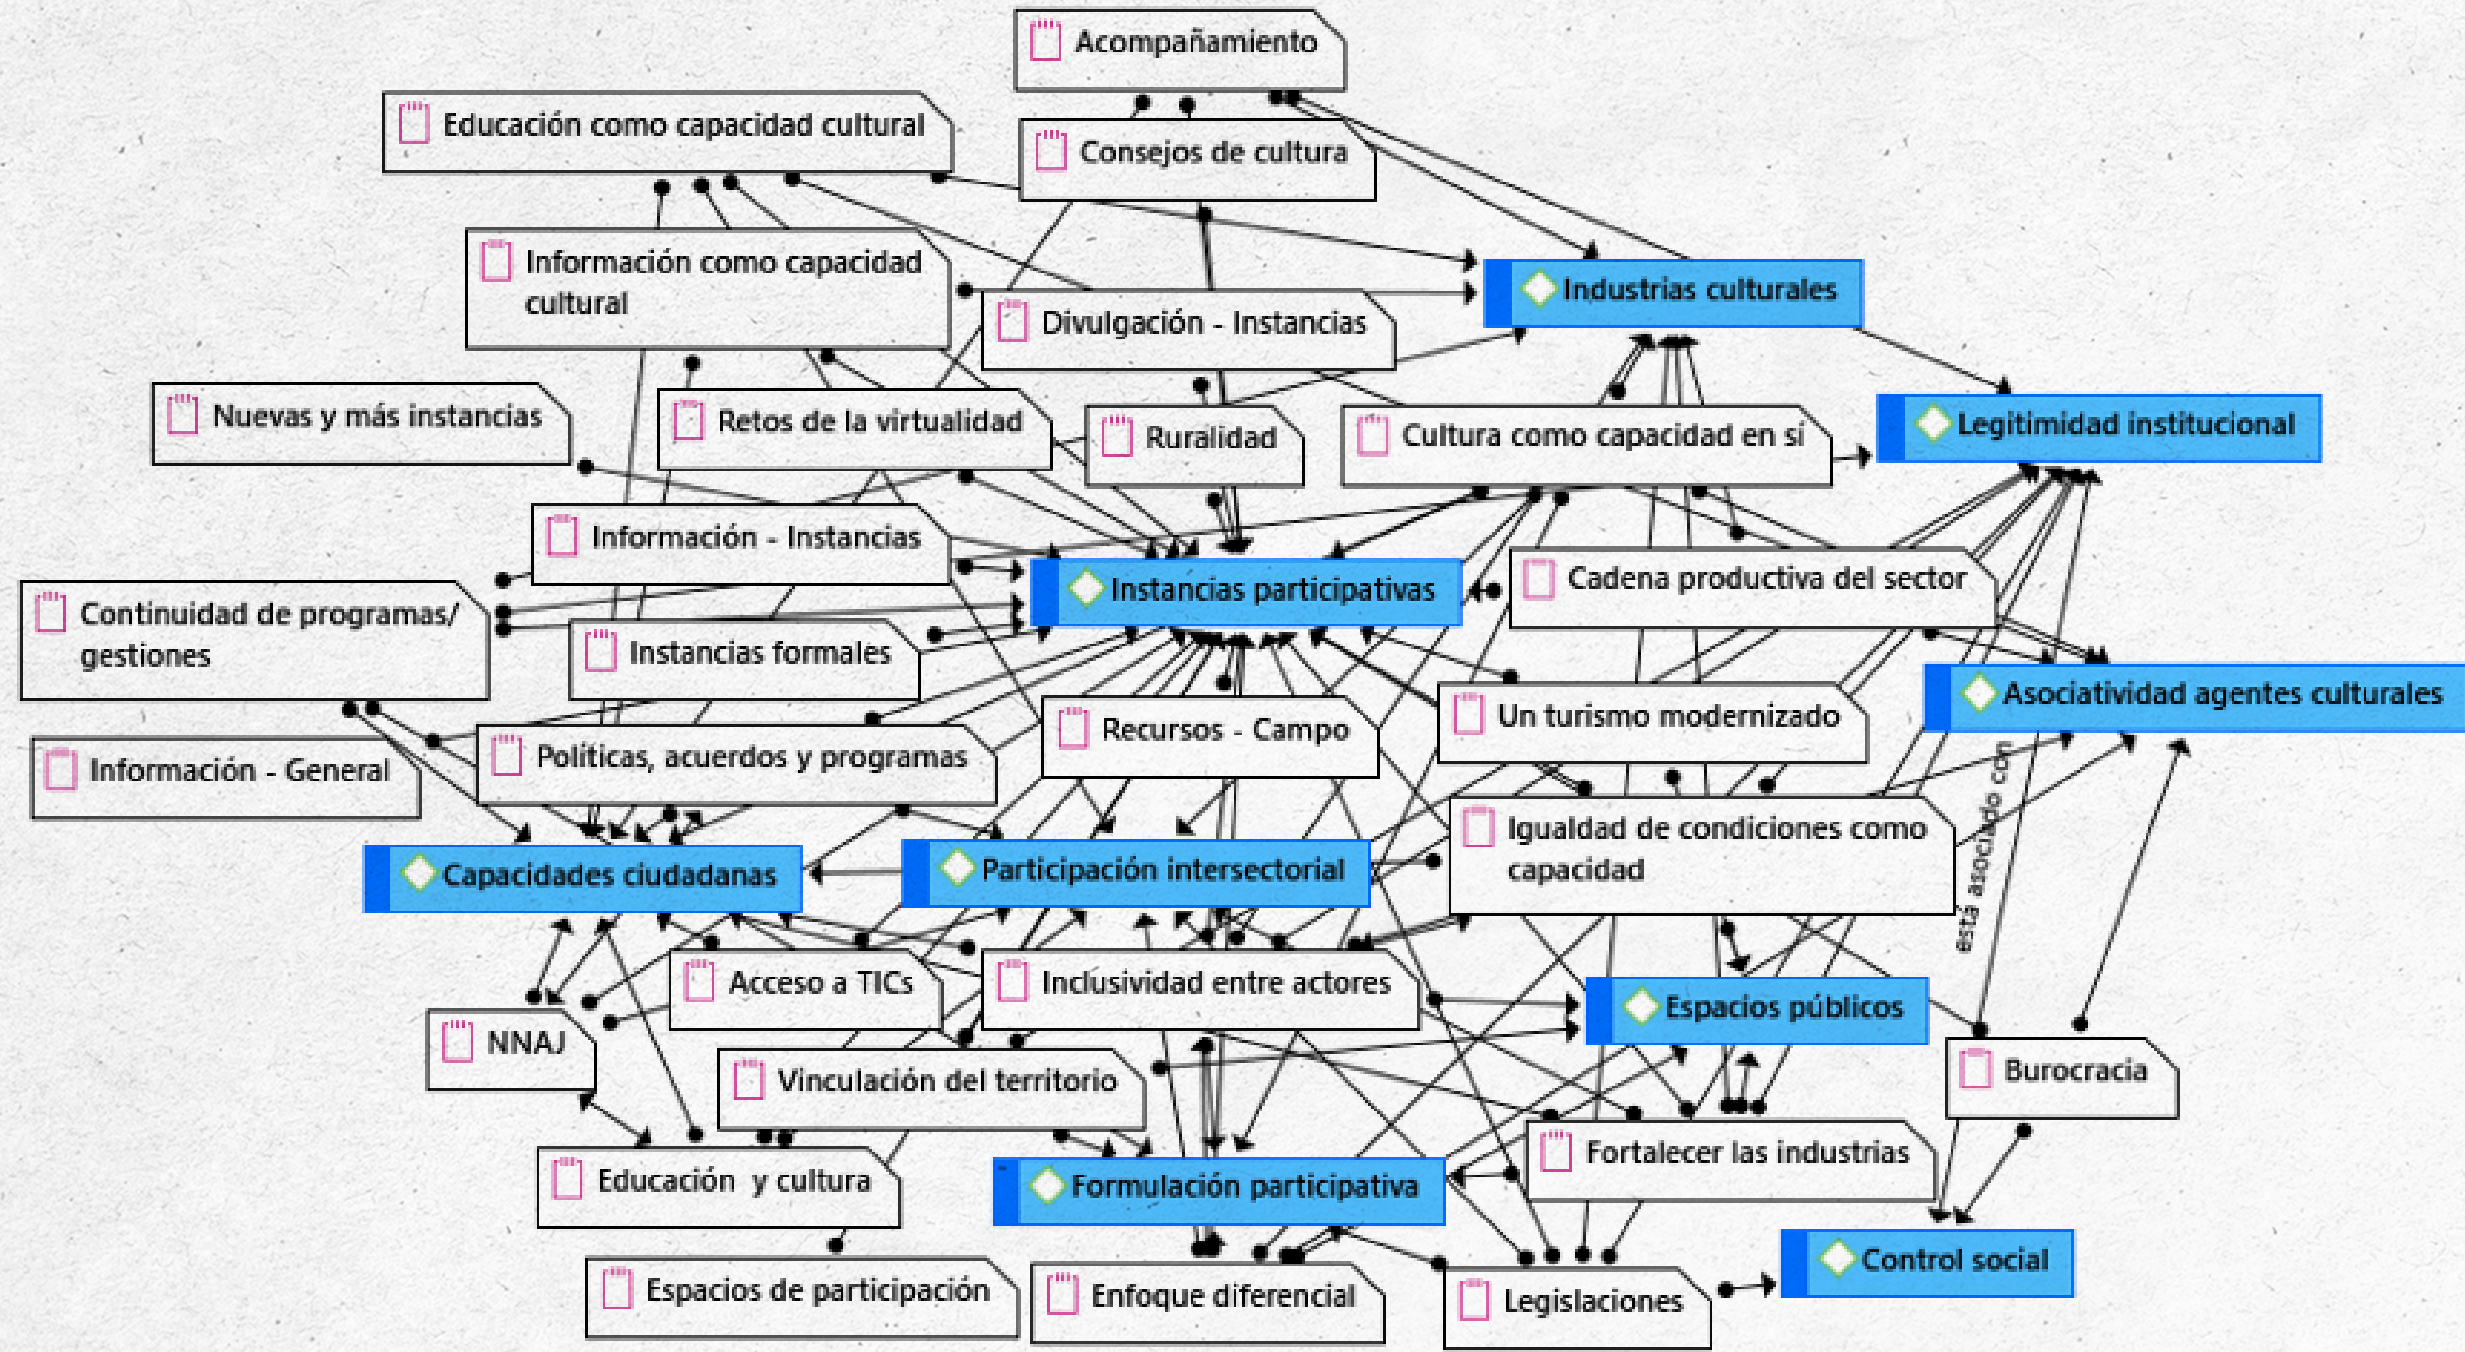 Acompañamiento
Educación como capacidad cultural
Consejos de cultura
Información como capacidad
cultural
Industrias culturales
Divulgación - Instancias
Nuevas y más instancias
Retos de la virtualidad
Ruralidad
Cultura como capacidad en sí
Legitimidad institucional
Información - Instancias
Instancias participativas
Cadena productiva del sector
Continuidad de programas/
gestiones
Instancias formales
Asociatividad agentes culturales
Un turismo modernizado
Recursos - Campo
Políticas, acuerdos y programas
Información - General
está asociado con
Igualdad de condiciones como
capacidad
Capacidades ciudadanas
Participación intersectorial
Acceso a TICs
Inclusividad entre actores
Espacios públicos
NNAJ
Vinculación del territorio
Burocracia
Fortalecer las industrias
Educación y cultura
Formulación participativa
Control social
Espacios de participación
Enfoque diferencial
Legislaciones